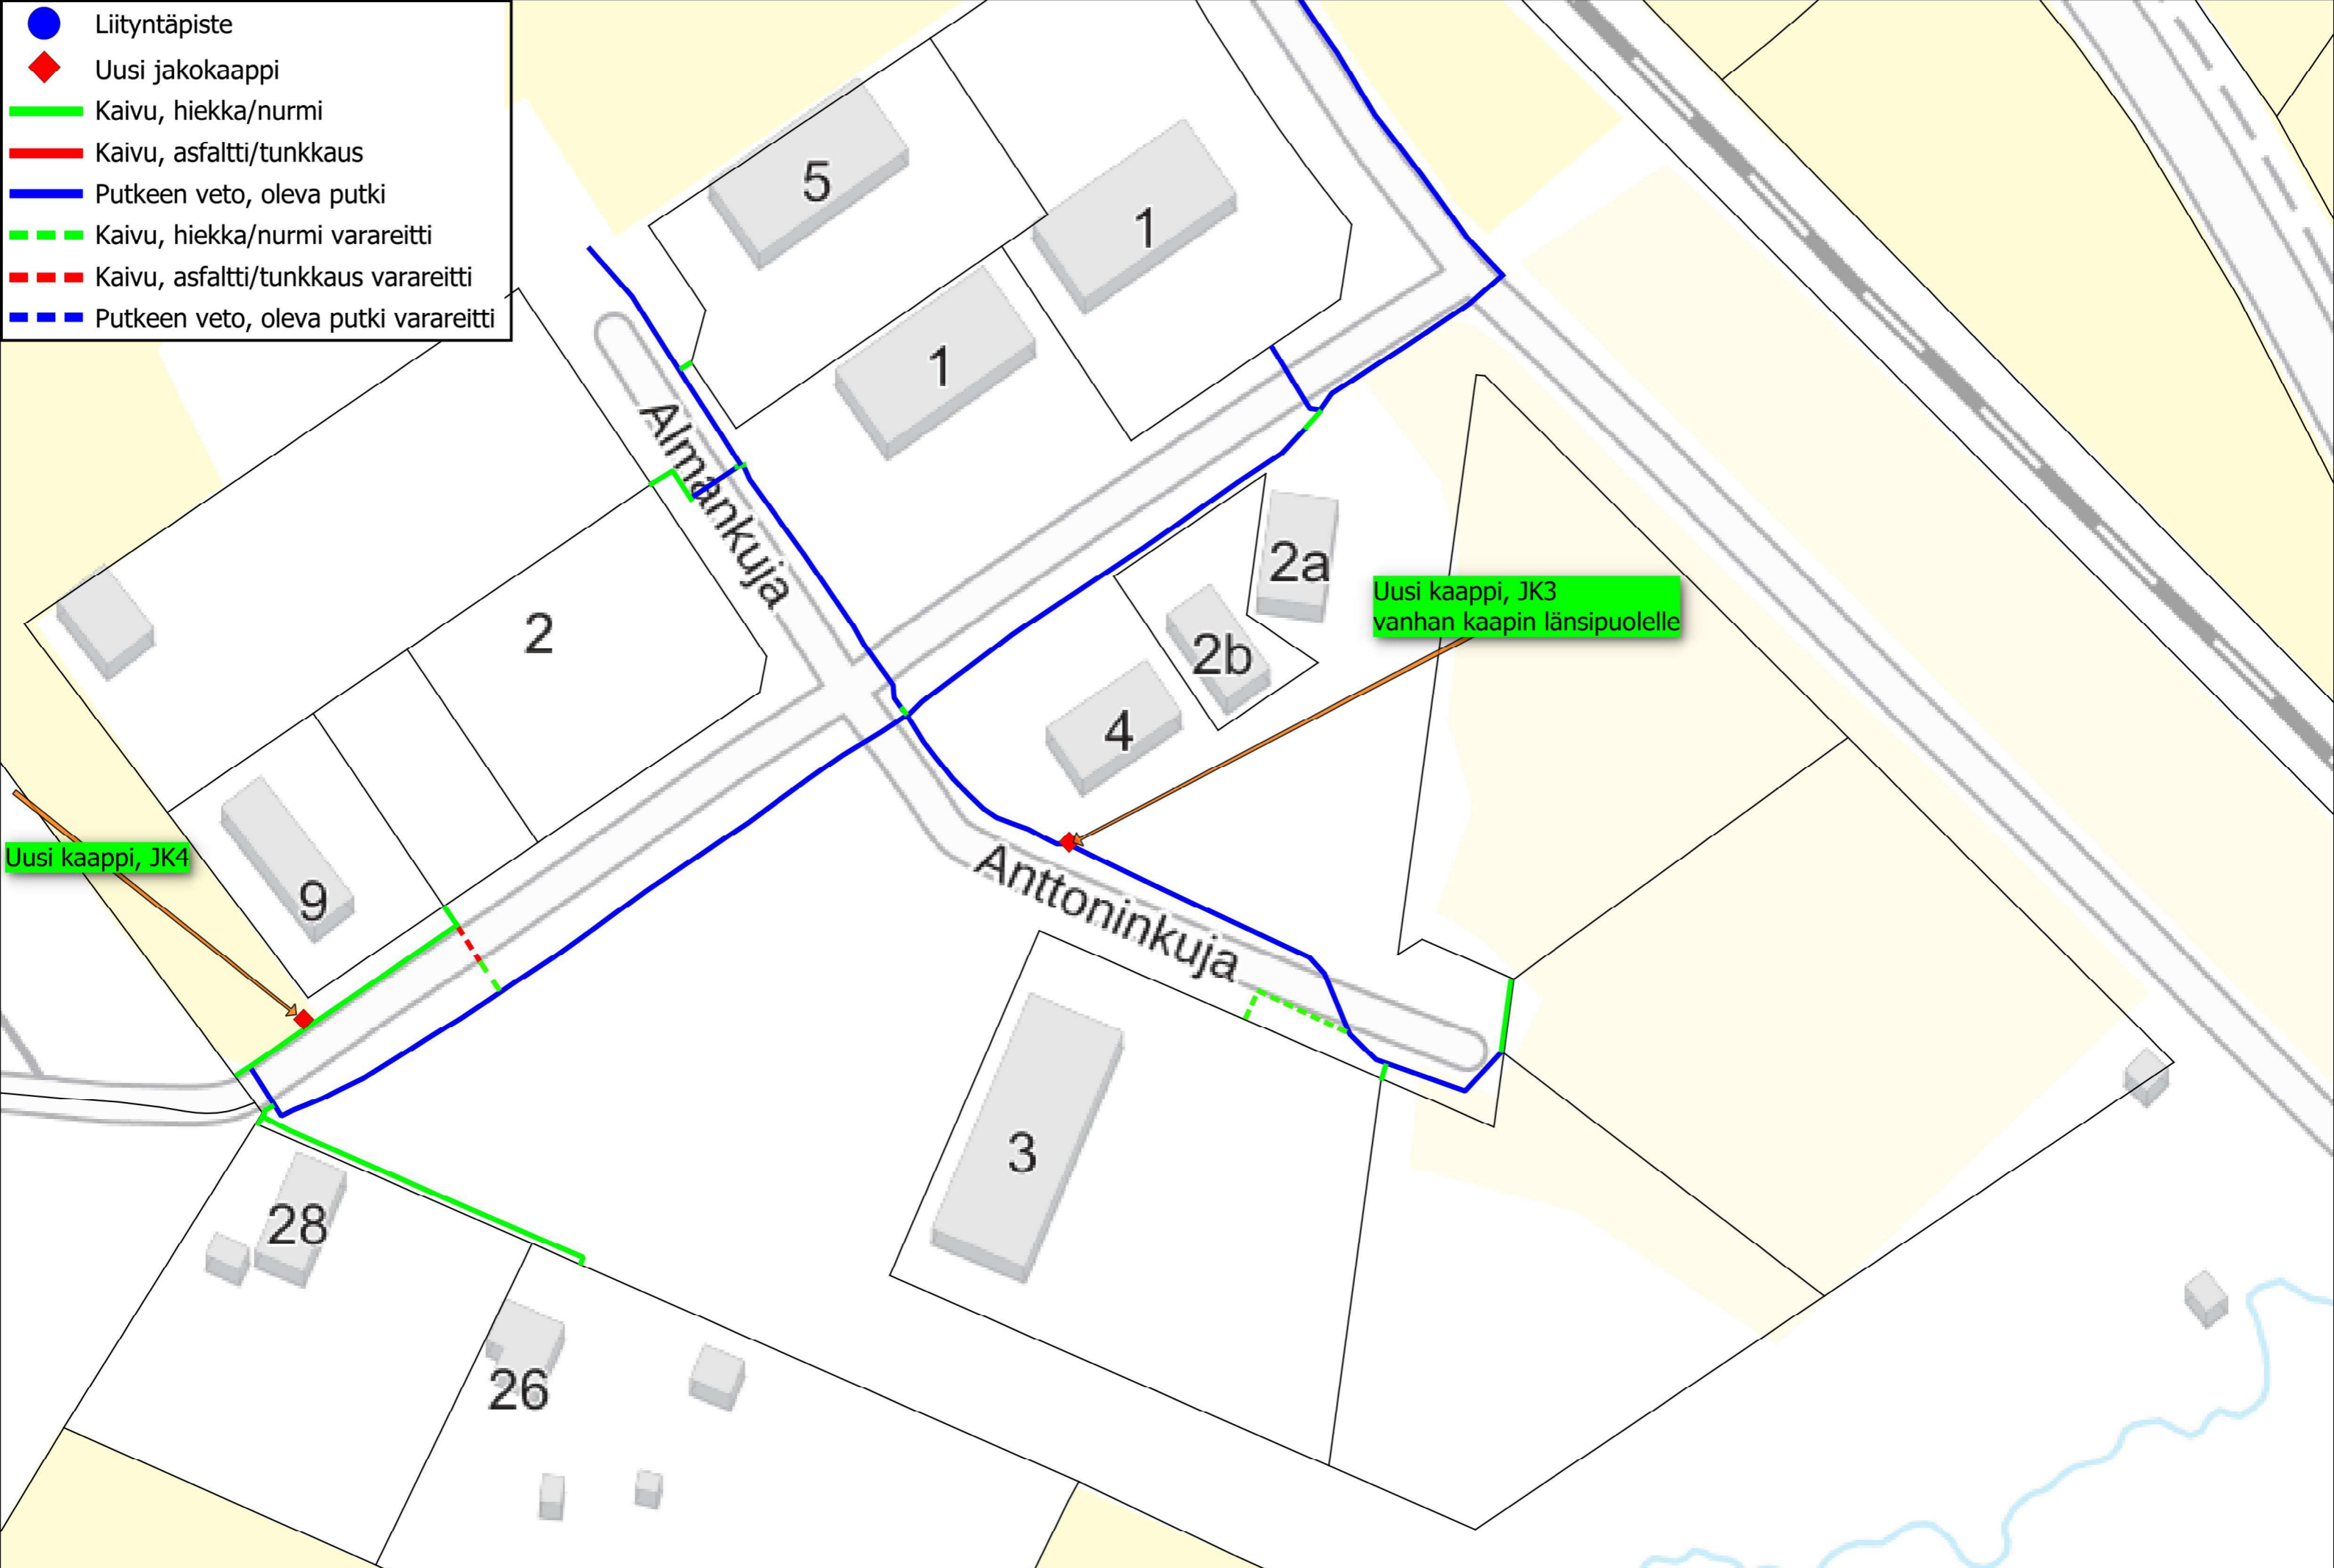 Liityntäpiste
Uusi jakokaappi
Kaivu, hiekka/nurmi
Kaivu, asfaltti/tunkkaus
Putkeen veto, oleva putki
Kaivu, hiekka/nurmi varareitti
Kaivu, asfaltti/tunkkaus varareitti
Putkeen veto, oleva putki varareitti
5
1
1
Almankuja
2
2a
2b
4
Uusi kaappi, JK3
vanhan kaapin länsipuolelle
Uusi kaappi, JK4
9
Anttoninkuja
3
28
26